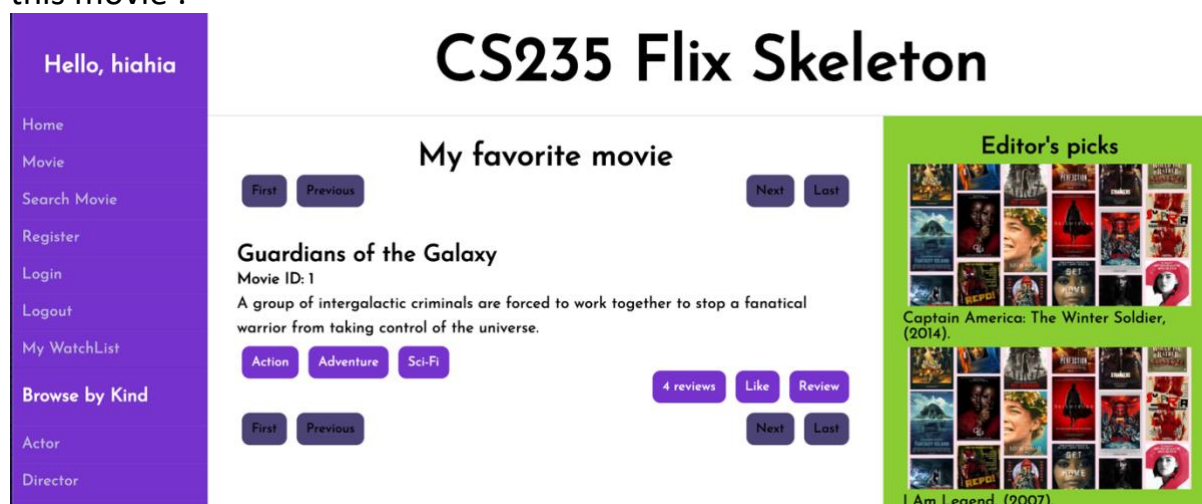 this movie .
Hello, hiahia
CS235 Flix Skeleton
Home
Movie
Search Movie
Register
Login
Logout
My WatchList
Browse by Kind
Actor
Director
My favorite movie
First Previous Next Last
Guardians of the Galaxy
Movie ID: 1
A group of intergalactic criminals are forced to work together to stop a fanatical
warrior from taking control of the universe.
Action Adventure Sci-Fi
4 reviews Like Review
First Previous Next Last
Editor's picks
Captain America: The Winter Soldier,
(2014).
I Am Legend, (2007)